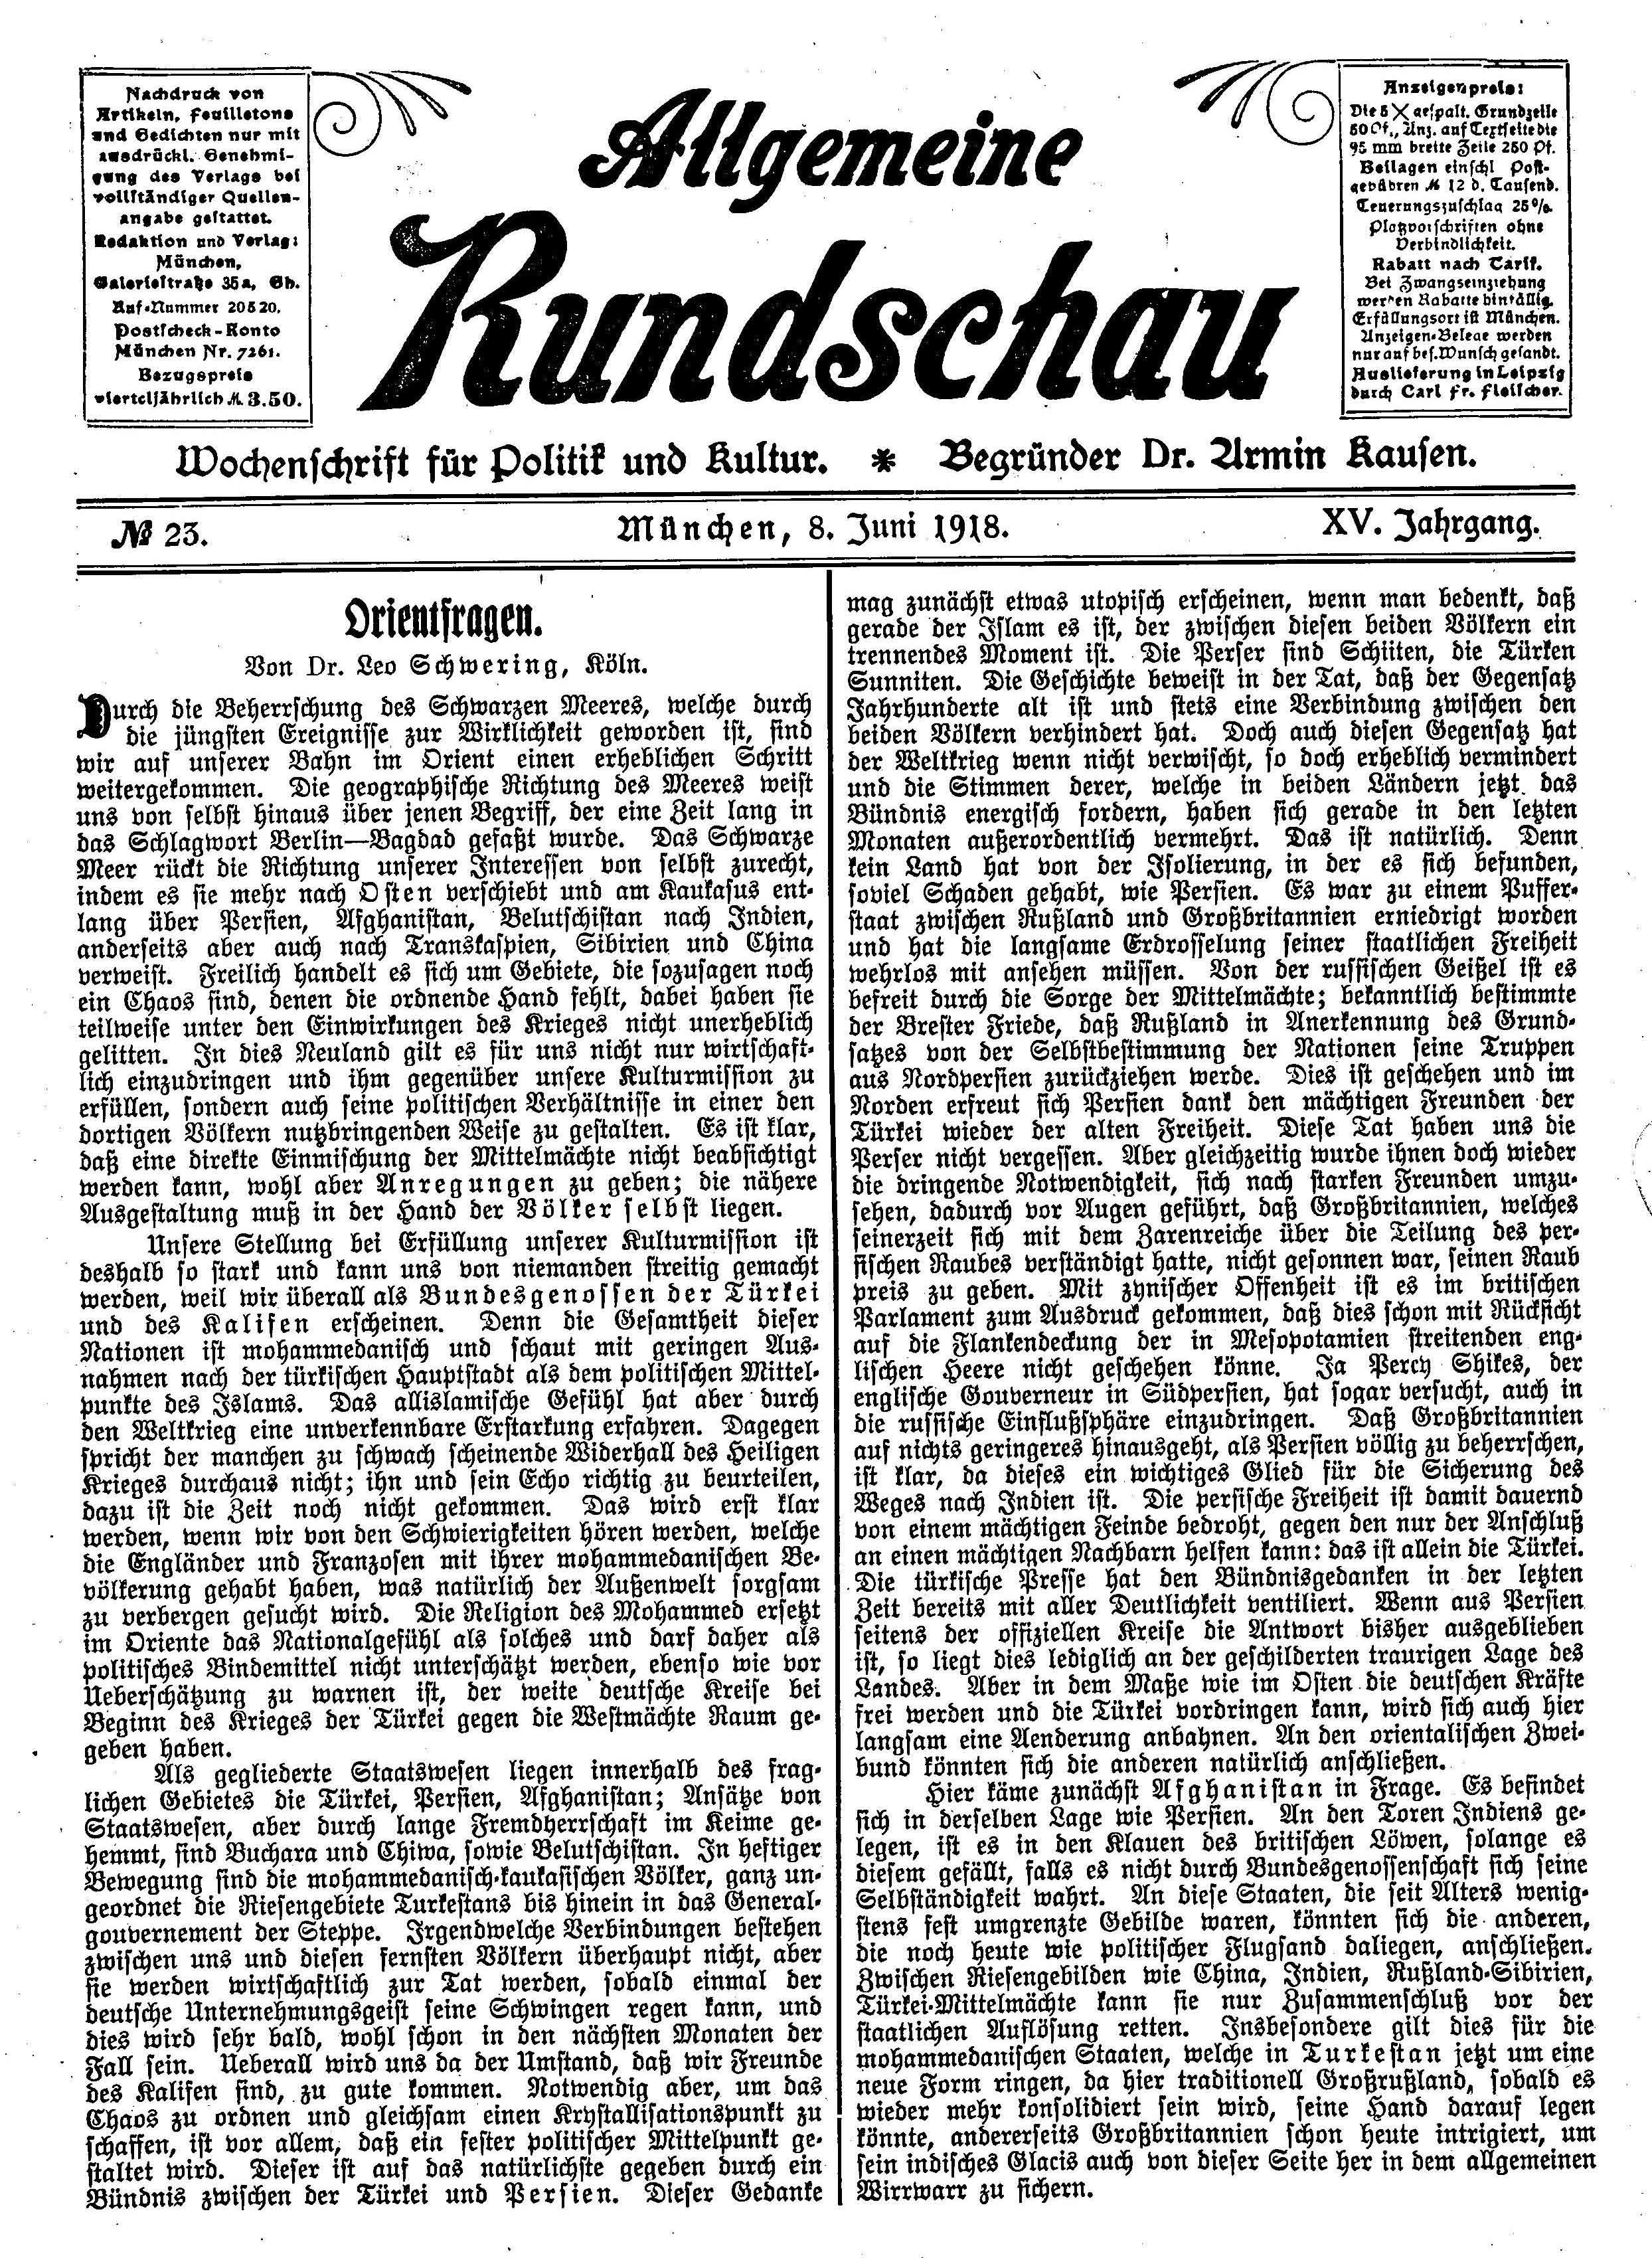 Nachdruck von
Artikeln, Feuilletons
und Gedichten nur mit
ausdrückl. Genehmi-
gung des Verlags bei
vollständiger Quellen-
angabe gestattet.
Redaktion und Verlag:
München,
Galeriestraße 35a, Gh.
Ruf-Nummer 20520.
Postscheck-Konto
München Nr. 7261.
Bezugspreis
vierteljährlich M. 3.50.
Allgemeine
Rundschau
Anzeigenpreis:
Die 5 × gespalt. Grundzeile
50 Pf., Anz. auf Textseite die
95 mm breite Zeile 250 Pf.
Beilagen einschl. Post-
gebühren M 12 d. Tausend.
Teuerungszuschlag 25%.
Platzvorschriften ohne
Verbindlichkeit.
Rabatt nach Tarif.
Bei Zwangseinziehung
werden Rabatte hinfällig.
Erfüllungsort ist München.
Anzeigen-Belege werden
nur auf bes. Wunsch gesandt.
Auslieferung in Leipzig
durch Carl Fr. Fleischer.
Wochenschrift für Politik und Kultur. * Begründer Dr. Armin Kausen.
№ 23. München, 8. Juni 1918. XV. Jahrgang.
Orientfragen.
Von Dr. Leo Schwering, Köln.
Durch die Beherrschung des Schwarzen Meeres, welche durch
die jüngsten Ereignisse zur Wirklichkeit geworden ist, sind
wir auf unserer Bahn im Orient einen erheblichen Schritt
weitergekommen. Die geographische Richtung des Meeres weist
uns von selbst hinaus über jenen Begriff, der eine Zeit lang in
das Schlagwort Berlin—Bagdad gefaßt wurde. Das Schwarze
Meer rückt die Richtung unserer Interessen von selbst zurecht,
indem es sie mehr nach Osten verschiebt und am Kaukasus ent-
lang über Persien, Afghanistan, Belutschistan nach Indien,
anderseits aber auch nach Transkaspien, Sibirien und China
verweist. Freilich handelt es sich um Gebiete, die sozusagen noch
ein Chaos sind, denen die ordnende Hand fehlt, dabei haben sie
teilweise unter den Einwirkungen des Krieges nicht unerheblich
gelitten. In dies Neuland gilt es für uns nicht nur wirtschaft-
lich einzudringen und ihm gegenüber unsere Kulturmission zu
erfüllen, sondern auch seine politischen Verhältnisse in einer den
dortigen Völkern nutzbringenden Weise zu gestalten. Es ist klar,
daß eine direkte Einmischung der Mittelmächte nicht beabsichtigt
werden kann, wohl aber Anregungen zu geben; die nähere
Ausgestaltung muß in der Hand der Völker selbst liegen.
Unsere Stellung bei Erfüllung unserer Kulturmission ist
deshalb so stark und kann uns von niemanden streitig gemacht
werden, weil wir überall als Bundesgenossen der Türkei
und des Kalifen erscheinen. Denn die Gesamtheit dieser
Nationen ist mohammedanisch und schaut mit geringen Aus-
nahmen nach der türkischen Hauptstadt als dem politischen Mittel-
punkte des Islams. Das allislamische Gefühl hat aber durch
den Weltkrieg eine unverkennbare Erstarkung erfahren. Dagegen
spricht der manchen zu schwach scheinende Widerhall des Heiligen
Krieges durchaus nicht; ihn und sein Echo richtig zu beurteilen,
dazu ist die Zeit noch nicht gekommen. Das wird erst klar
werden, wenn wir von den Schwierigkeiten hören werden, welche
die Engländer und Franzosen mit ihrer mohammedanischen Be-
völkerung gehabt haben, was natürlich der Außenwelt sorgsam
zu verbergen gesucht wird. Die Religion des Mohammed ersetzt
im Oriente das Nationalgefühl als solches und darf daher als
politisches Bindemittel nicht unterschätzt werden, ebenso wie vor
Ueberschätzung zu warnen ist, der weite deutsche Kreise bei
Beginn des Krieges der Türkei gegen die Westmächte Raum ge-
geben haben.
Als gegliederte Staatswesen liegen innerhalb des frag-
lichen Gebietes die Türkei, Persien, Afghanistan; Ansätze von
Staatswesen, aber durch lange Fremdherrschaft im Keime ge-
hemmt, sind Buchara und Chiwa, sowie Belutschistan. In heftiger
Bewegung sind die mohammedanisch-kaukasischen Völker, ganz un-
geordnet die Riesengebiete Turkestans bis hinein in das General-
gouvernement der Steppe. Irgendwelche Verbindungen bestehen
zwischen uns und diesen fernsten Völkern überhaupt nicht, aber
sie werden wirtschaftlich zur Tat werden, sobald einmal der
deutsche Unternehmungsgeist seine Schwingen regen kann, und
dies wird sehr bald, wohl schon in den nächsten Monaten der
Fall sein. Ueberall wird uns da der Umstand, daß wir Freunde
des Kalifen sind, zu gute kommen. Notwendig aber, um das
Chaos zu ordnen und gleichsam einen Krystallisationspunkt zu
schaffen, ist vor allem, daß ein fester politischer Mittelpunkt ge-
staltet wird. Dieser ist auf das natürlichste gegeben durch ein
Bündnis zwischen der Türkei und Persien. Dieser Gedanke
mag zunächst etwas utopisch erscheinen, wenn man bedenkt, daß
gerade der Islam es ist, der zwischen diesen beiden Völkern ein
trennendes Moment ist. Die Perser sind Schiiten, die Türken
Sunniten. Die Geschichte beweist in der Tat, daß der Gegensatz
Jahrhunderte alt ist und stets eine Verbindung zwischen den
beiden Völkern verhindert hat. Doch auch diesen Gegensatz hat
der Weltkrieg wenn nicht verwischt, so doch erheblich vermindert
und die Stimmen derer, welche in beiden Ländern jetzt das
Bündnis energisch fordern, haben sich gerade in den letzten
Monaten außerordentlich vermehrt. Das ist natürlich. Denn
kein Land hat von der Isolierung, in der es sich befunden,
soviel Schaden gehabt, wie Persien. Es war zu einem Puffer-
staat zwischen Rußland und Großbritannien erniedrigt worden
und hat die langsame Erdrosselung seiner staatlichen Freiheit
wehrlos mit ansehen müssen. Von der russischen Geißel ist es
befreit durch die Sorge der Mittelmächte; bekanntlich bestimmte
der Brester Friede, daß Rußland in Anerkennung des Grund-
satzes von der Selbstbestimmung der Nationen seine Truppen
aus Nordpersien zurückziehen werde. Dies ist geschehen und im
Norden erfreut sich Persien dank den mächtigen Freunden der
Türkei wieder der alten Freiheit. Diese Tat haben uns die
Perser nicht vergessen. Aber gleichzeitig wurde ihnen doch wieder
die dringende Notwendigkeit, sich nach starken Freunden umzu-
sehen, dadurch vor Augen geführt, daß Großbritannien, welches
seinerzeit sich mit dem Zarenreiche über die Teilung des per-
sischen Raubes verständigt hatte, nicht gesonnen war, seinen Raub
preis zu geben. Mit zynischer Offenheit ist es im britischen
Parlament zum Ausdruck gekommen, daß dies schon mit Rücksicht
auf die Flankendeckung der in Mesopotamien streitenden eng-
lischen Heere nicht geschehen könne. Ja Percy Shikes, der
englische Gouverneur in Südpersien, hat sogar versucht, auch in
die russische Einflußsphäre einzudringen. Daß Großbritannien
auf nichts geringeres hinausgeht, als Persien völlig zu beherrschen,
ist klar, da dieses ein wichtiges Glied für die Sicherung des
Weges nach Indien ist. Die persische Freiheit ist damit dauernd
von einem mächtigen Feinde bedroht, gegen den nur der Anschluß
an einen mächtigen Nachbarn helfen kann: das ist allein die Türkei.
Die türkische Presse hat den Bündnisgedanken in der letzten
Zeit bereits mit aller Deutlichkeit ventiliert. Wenn aus Persien
seitens der offiziellen Kreise die Antwort bisher ausgeblieben
ist, so liegt dies lediglich an der geschilderten traurigen Lage des
Landes. Aber in dem Maße wie im Osten die deutschen Kräfte
frei werden und die Türkei vordringen kann, wird sich auch hier
langsam eine Aenderung anbahnen. An den orientalischen Zwei-
bund könnten sich die anderen natürlich anschließen.
Hier käme zunächst Afghanistan in Frage. Es befindet
sich in derselben Lage wie Persien. An den Toren Indiens ge-
legen, ist es in den Klauen des britischen Löwen, solange es
diesem gefällt, falls es nicht durch Bundesgenossenschaft sich seine
Selbständigkeit wahrt. An diese Staaten, die seit Alters wenig-
stens fest umgrenzte Gebilde waren, könnten sich die anderen,
die noch heute wie politischer Flugsand daliegen, anschließen.
Zwischen Riesengebilden wie China, Indien, Rußland-Sibirien,
Türkei-Mittelmächte kann sie nur Zusammenschluß vor der
staatlichen Auflösung retten. Insbesondere gilt dies für die
mohammedanischen Staaten, welche in Turkestan jetzt um eine
neue Form ringen, da hier traditionell Großrußland, sobald es
wieder mehr konsolidiert sein wird, seine Hand darauf legen
könnte, andererseits Großbritannien schon heute intrigiert, um
sein indisches Glacis auch von dieser Seite her in dem allgemeinen
Wirrwarr zu sichern.